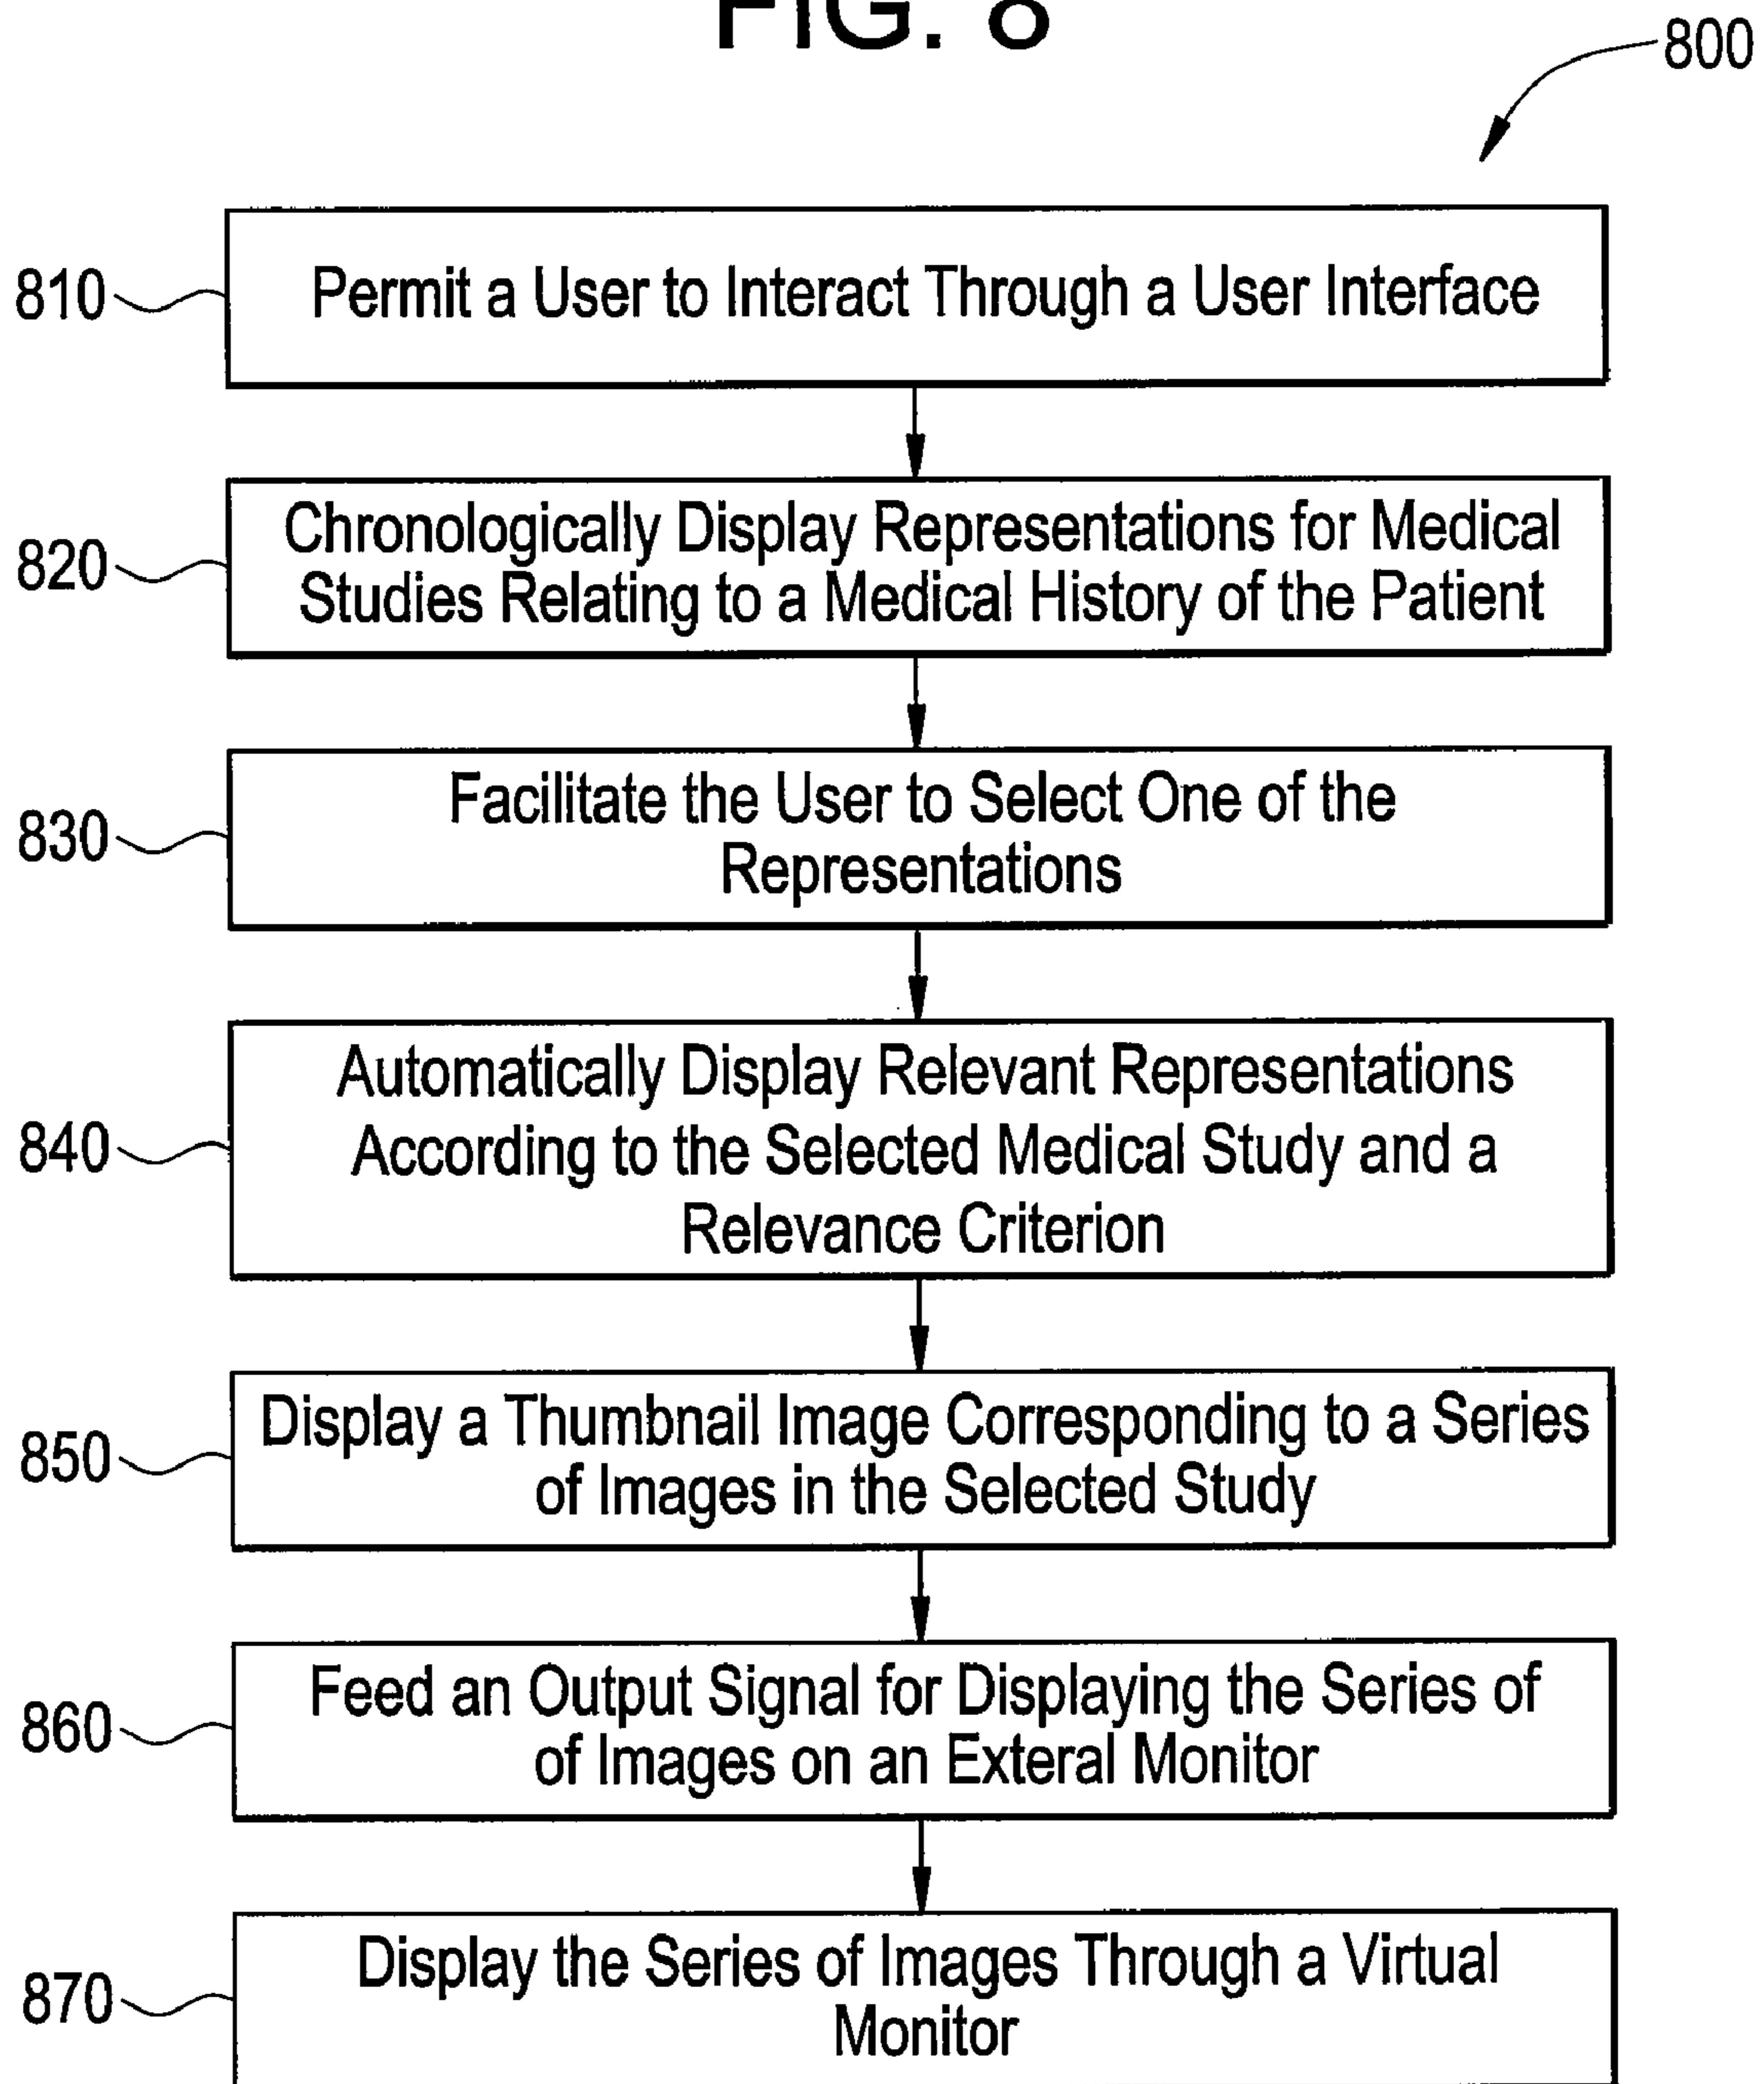 FIG. 8
800
810
Permit a User to Interact Through a User Interface
820
Chronologically Display Representations for Medical
Studies Relating to a Medical History of the Patient
830
Facilitate the User to Select One of the
Representations
840
Automatically Display Relevant Representations
According to the Selected Medical Study and a
Relevance Criterion
850
Display a Thumbnail Image Corresponding to a Series
of Images in the Selected Study
860
Feed an Output Signal for Displaying the Series of
of Images on an Exteral Monitor
870
Display the Series of Images Through a Virtual
Monitor